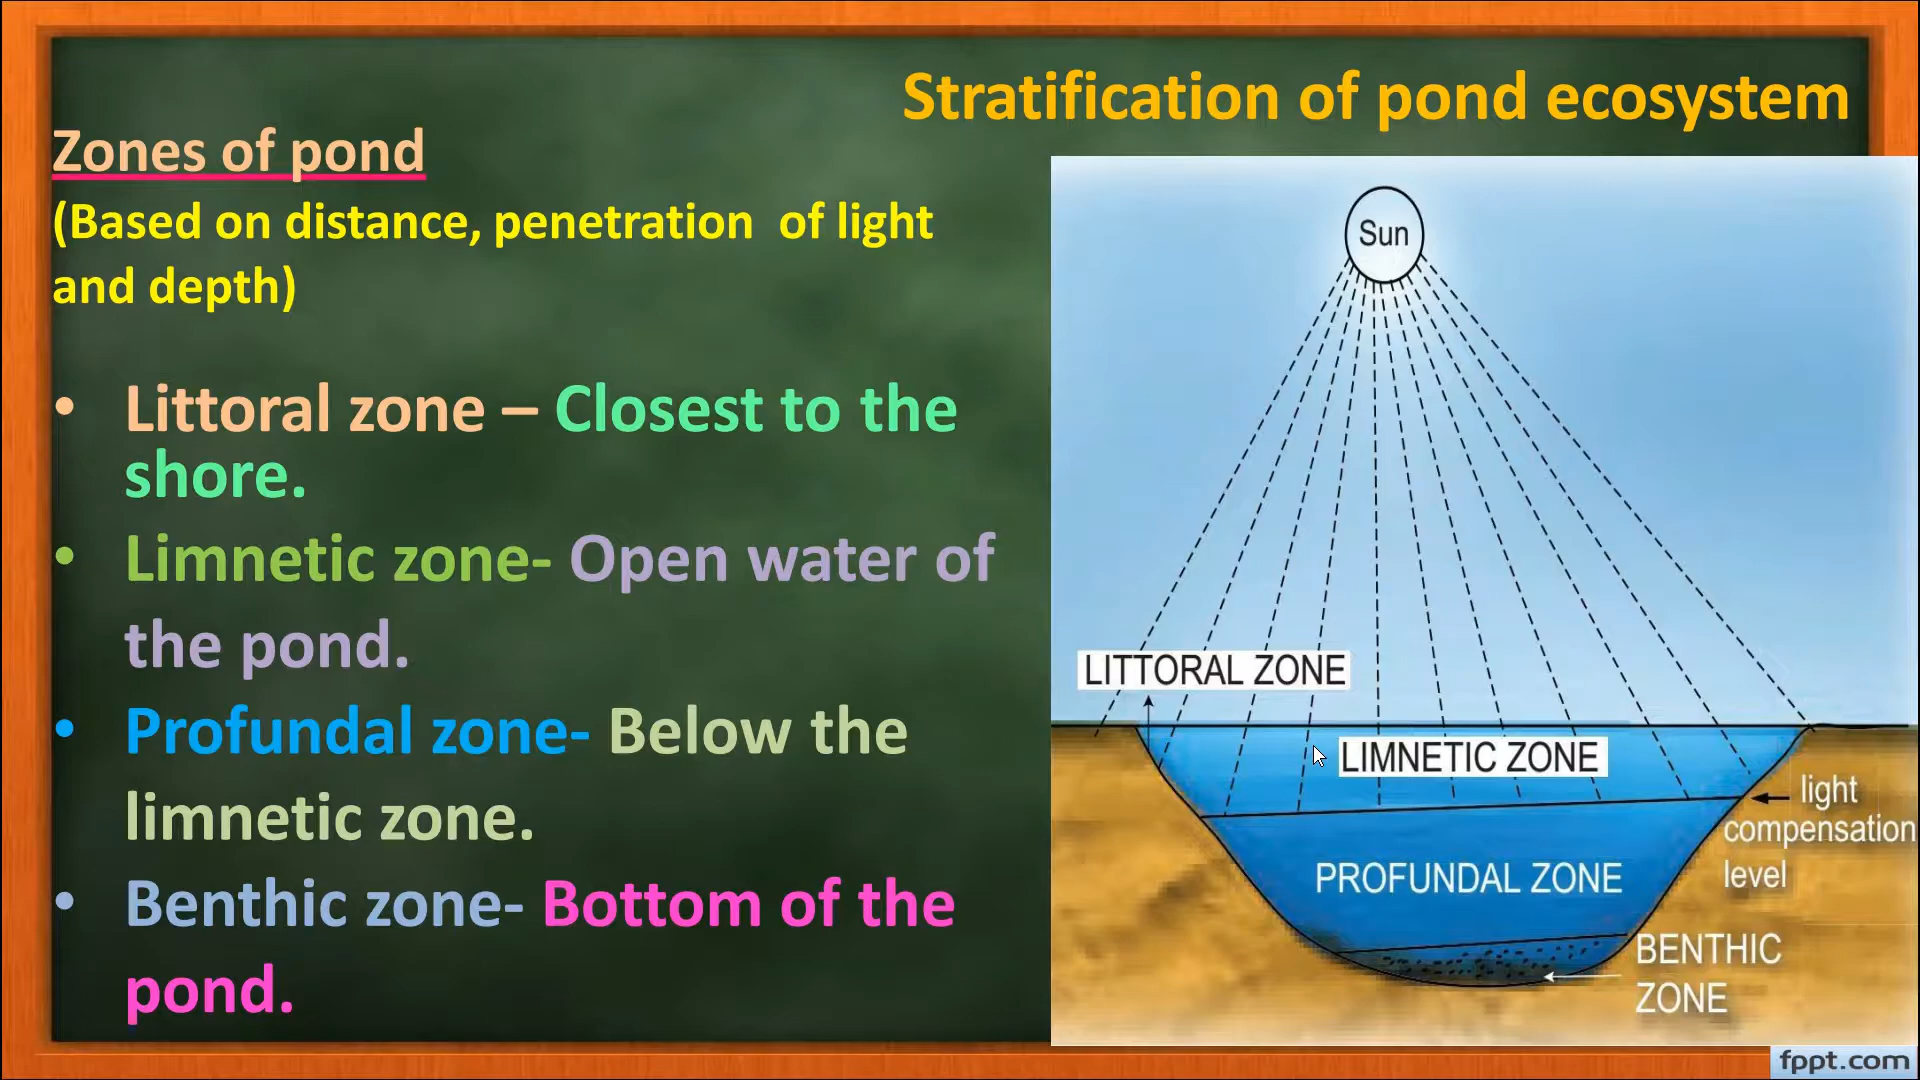 Stratification of pond ecosystem
Zones of pond
(Based on distance, penetration of light
and depth)
• Littoral zone – Closest to the
shore.
• Limnetic zone- Open water of
the pond.
• Profundal zone- Below the
limnetic zone.
• Benthic zone- Bottom of the
pond.
Sun
LITTORAL ZONE
LIMNETIC ZONE
light
compensation
level
PROFUNDAL ZONE
BENTHIC
ZONE
fppt.com